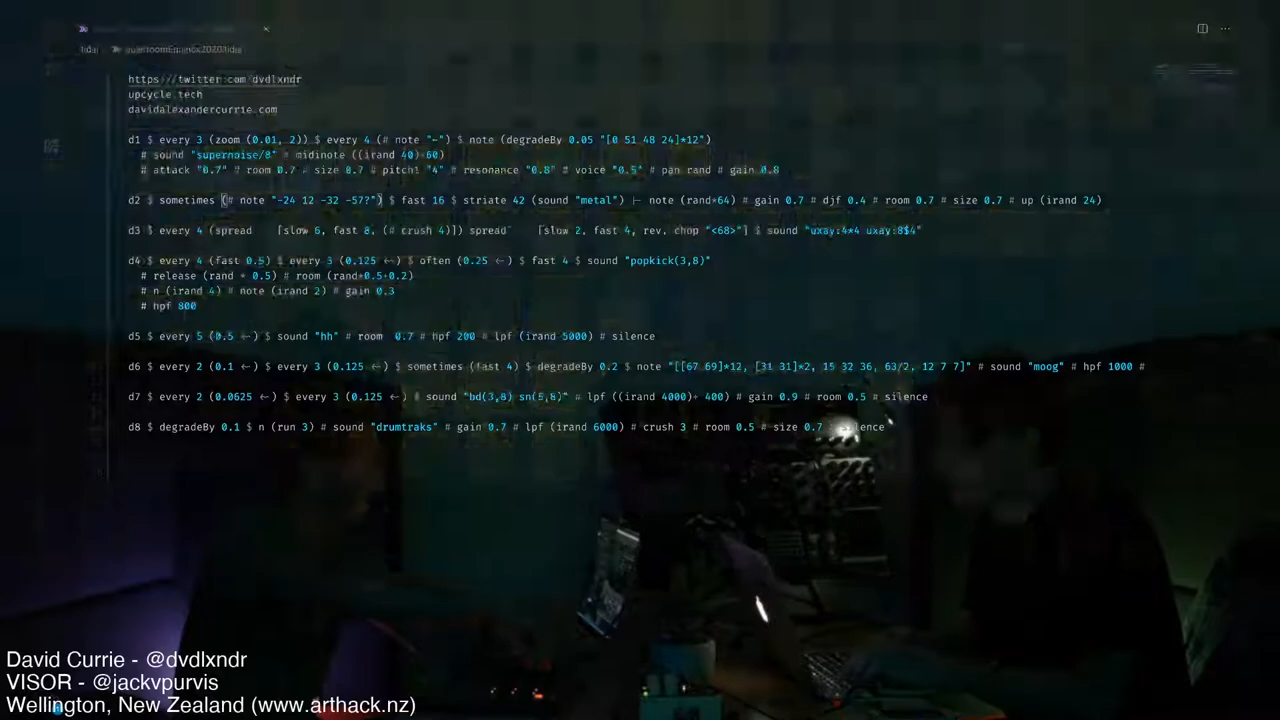 tidal
https://twitter.com/dvdlxndr
upcycle.tech
davidalexandercurrie.com
d1 $ every 3 (zoom (0.01, 2)) $ every 4 (# note "-") $ note (degradeBy 0.05 "[0 51 48 24]*12")
# sound "supernoise/8" # midinote ((irand 40)+60)
# attack "0.7" # room 0.7 # size 0.7 # pitch1 "4" # resonance "0.8" # voice "0.5" # pan rand # gain 0.8
d2 $ sometimes (# note "-24 12 -32 -57?") $ fast 16 $ striate 42 (sound "metal") |- note (rand*64) # gain 0.7 # djf 0.4 # room 0.7 # size 0.7 # up (irand 24)
d3 $ every 4 (spread [slow 6, fast 8, (# crush 4)]) spread [slow 2, fast 4, rev, chop "<68>"] $ sound "uxay:4*4 uxay:8$4"
d4 $ every 4 (fast 0.5) $ every 3 (0.125 <~) $ often (0.25 <~) $ fast 4 $ sound "popkick(3,8)"
# release (rand * 0.5) # room (rand*0.5+0.2)
# n (irand 4) # note (irand 2) # gain 0.3
# hpf 800
d5 $ every 5 (0.5 <~) $ sound "hh" # room 0.7 # hpf 200 # lpf (irand 5000) # silence
d6 $ every 2 (0.1 <~) $ every 3 (0.125 <~) $ sometimes (fast 4) $ degradeBy 0.2 $ note "[[67 69]*12, [31 31]*2, 15 32 36, 63/2, 12 7 7]" # sound "moog" # hpf 1000 #
d7 $ every 2 (0.0625 <~) $ every 3 (0.125 <~) $ sound "bd(3,8) sn(5,8)" # lpf ((irand 4000)+ 400) # gain 0.9 # room 0.5 # silence
d8 $ degradeBy 0.1 $ n (run 3) # sound "drumtraks" # gain 0.7 # lpf (irand 6000) # crush 3 # room 0.5 # size 0.7 # silence
David Currie - @dvdlxndr
VISOR - @jackvpurvis
Wellington, New Zealand (www.arthack.nz)